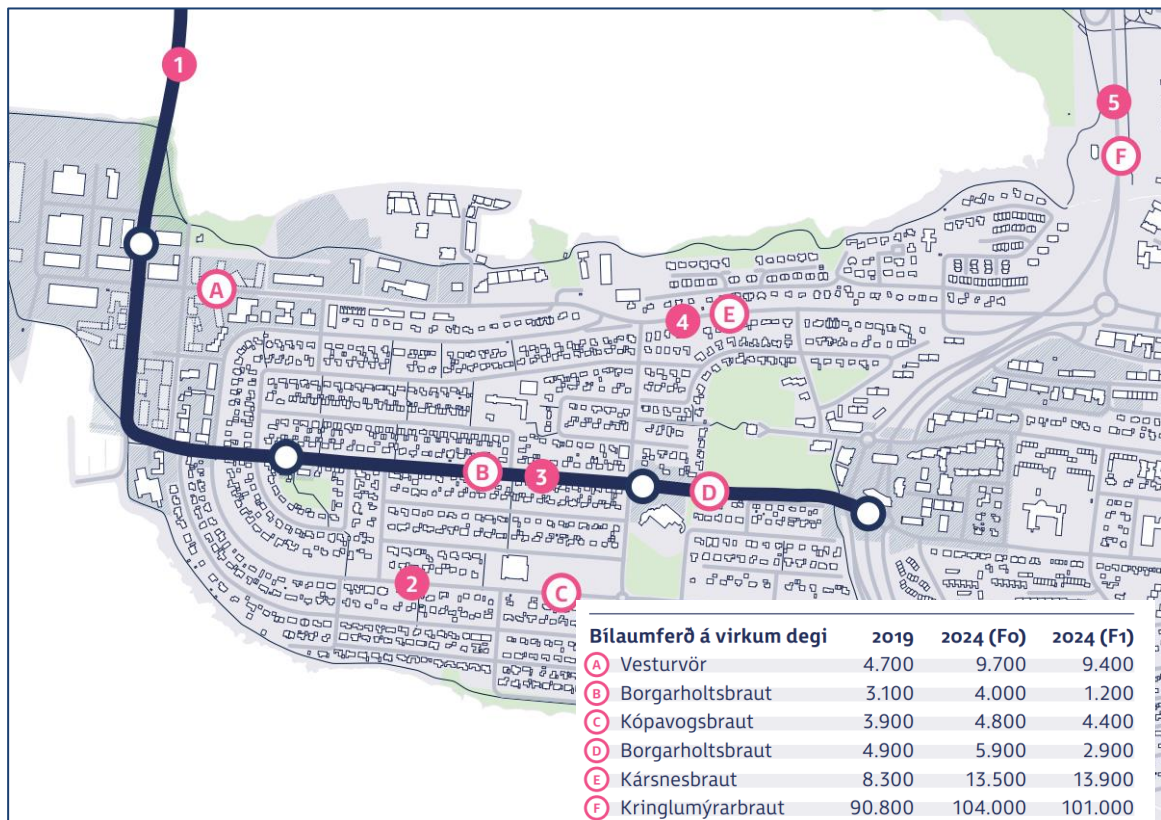 1
5
F
A
4
E
B
3
D
2
C
Bílaumferð á virkum degi 2019 2024 (F0) 2024 (F1)
A Vesturvör 4.700 9.700 9.400
B Borgarholtsbraut 3.100 4.000 1.200
C Kópavogsbraut 3.900 4.800 4.400
D Borgarholtsbraut 4.900 5.900 2.900
E Kársnesbraut 8.300 13.500 13.900
F Kringlumýrarbraut 90.800 104.000 101.000